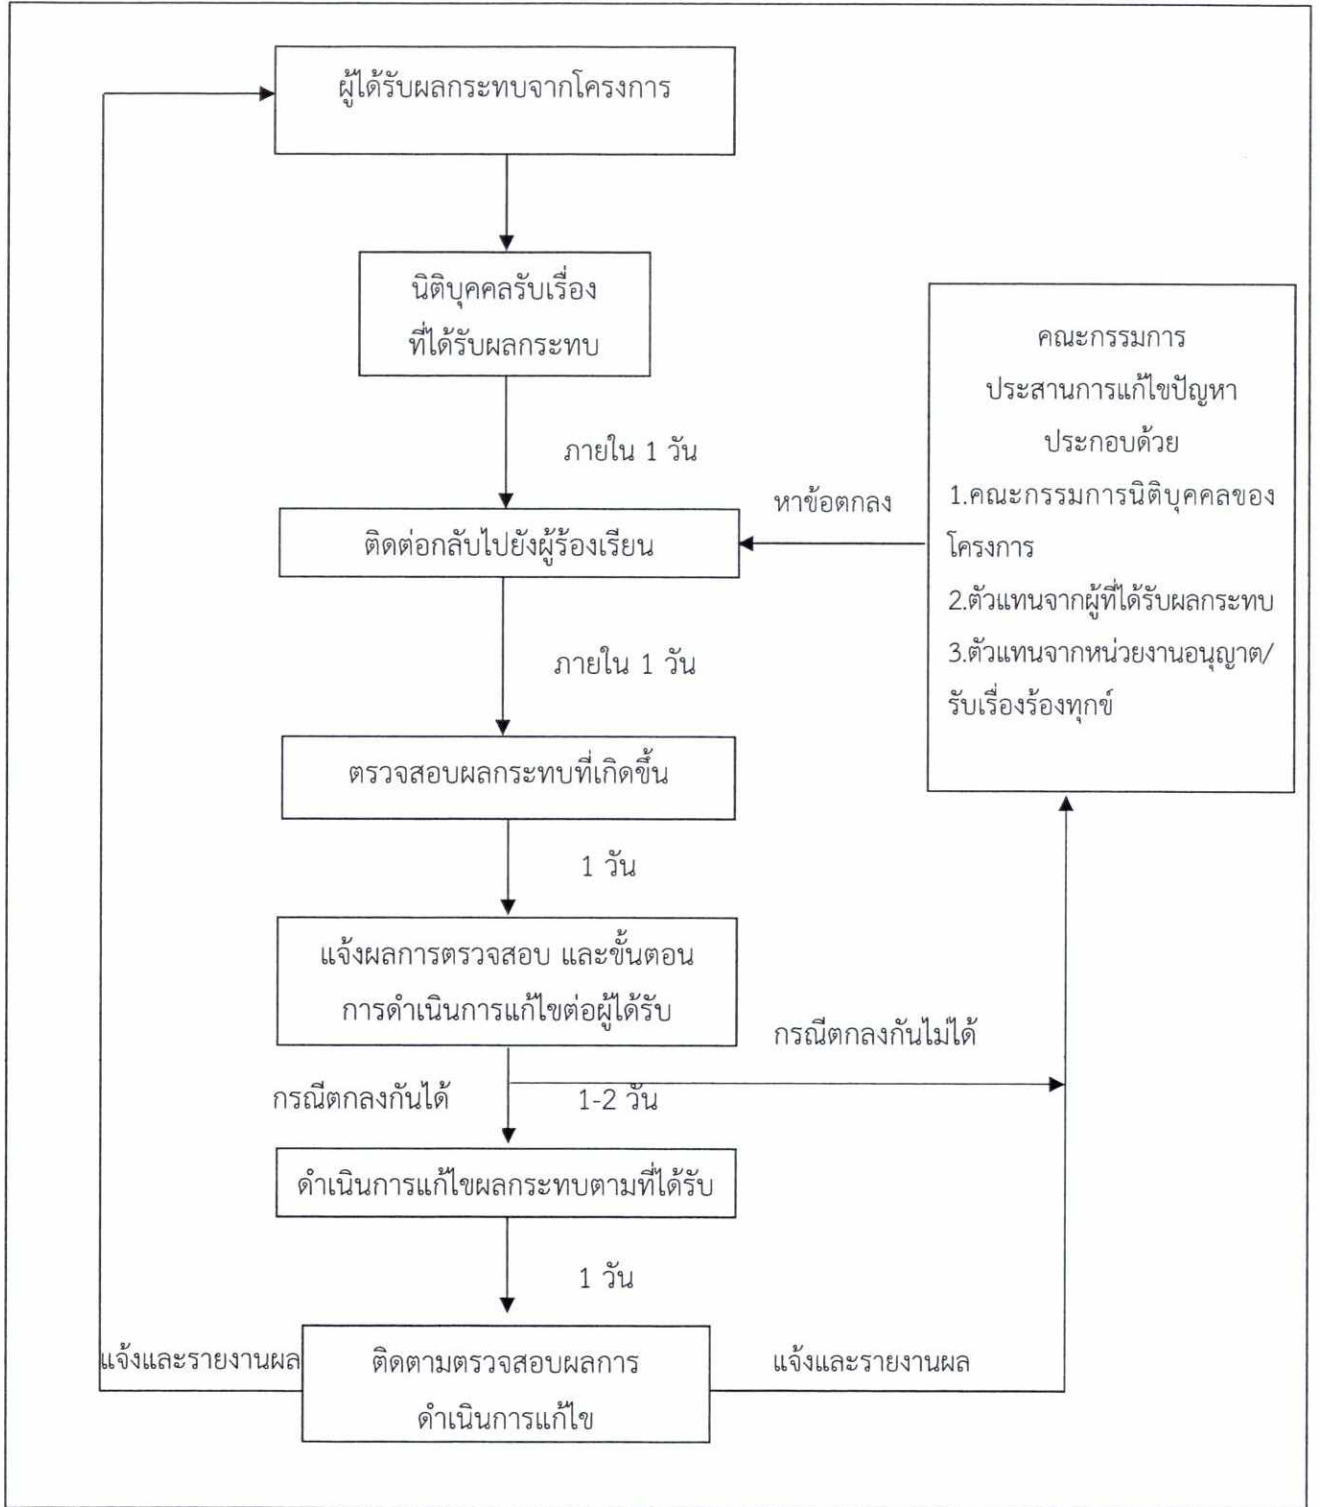 ผู้ได้รับผลกระทบจากโครงการ
นิติบุคคลรับเรื่อง
ที่ได้รับผลกระทบ
ภายใน 1 วัน
ติดต่อกลับไปยังผู้ร้องเรียน
หาข้อตกลง
คณะกรรมการ
ประสานการแก้ไขปัญหา
ประกอบด้วย
1.คณะกรรมการนิติบุคคลของ
โครงการ
2.ตัวแทนจากผู้ที่ได้รับผลกระทบ
3.ตัวแทนจากหน่วยงานอนุญาต/
รับเรื่องร้องทุกข์
ภายใน 1 วัน
ตรวจสอบผลกระทบที่เกิดขึ้น
1 วัน
แจ้งผลการตรวจสอบ และขั้นตอน
การดำเนินการแก้ไขต่อผู้ได้รับ
กรณีตกลงกันไม่ได้
กรณีตกลงกันได้
1-2 วัน
ดำเนินการแก้ไขผลกระทบตามที่ได้รับ
1 วัน
แจ้งและรายงานผล
ติดตามตรวจสอบผลการ
ดำเนินการแก้ไข
แจ้งและรายงานผล